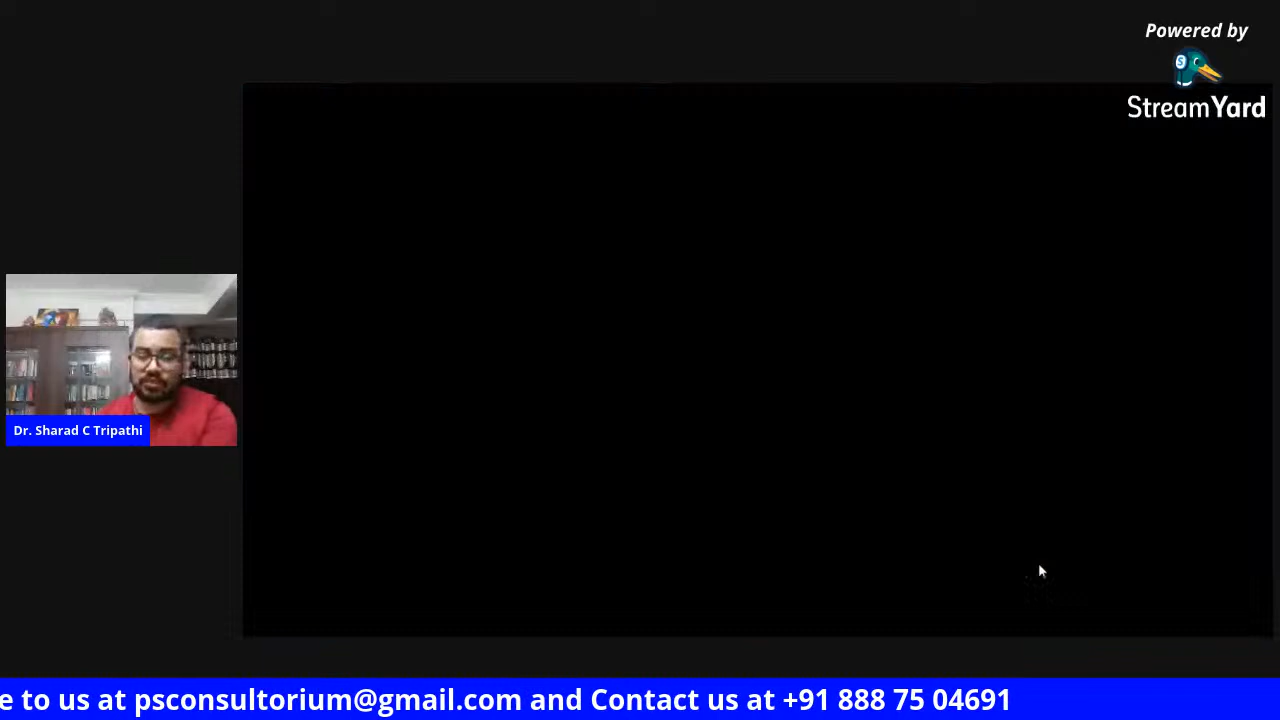 Powered by
StreamYard
Dr. Sharad C Tripathi
e to us at psconsultorium@gmail.com and Contact us at +91 888 75 04691